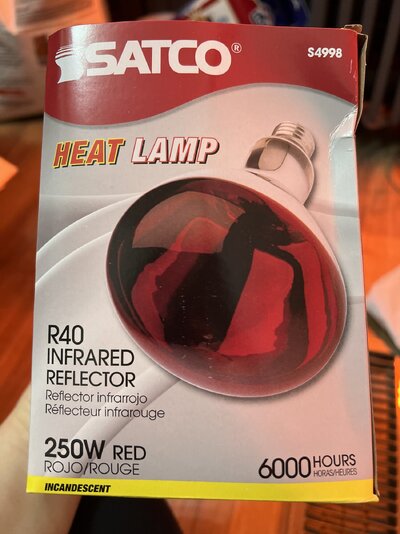 SATCO® S4998
HEAT LAMP
R40
INFRARED
REFLECTOR
Reflector infrarrojo
Réflecteur infrarouge
250W RED
ROJO/ROUGE
6000 HOURS
HORAS/HEURES
INCANDESCENT